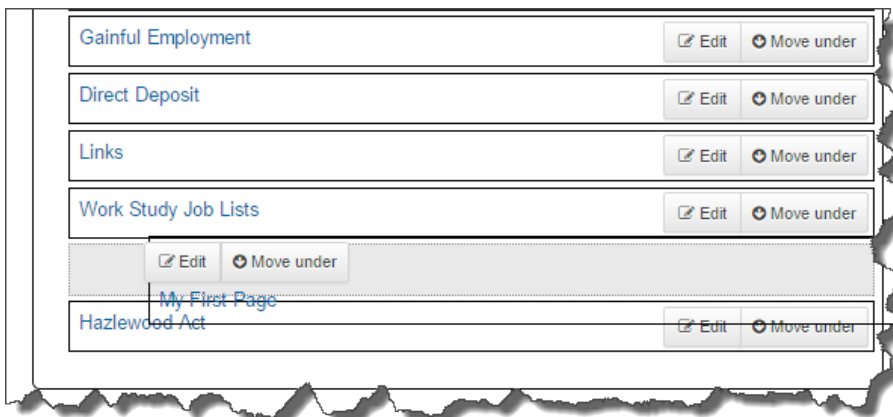 Gainful Employment Edit Move under
Direct Deposit Edit Move under
Links Edit Move under
Work Study Job Lists Edit Move under
Edit Move under
My First Page
Hazlewood Act Edit Move under